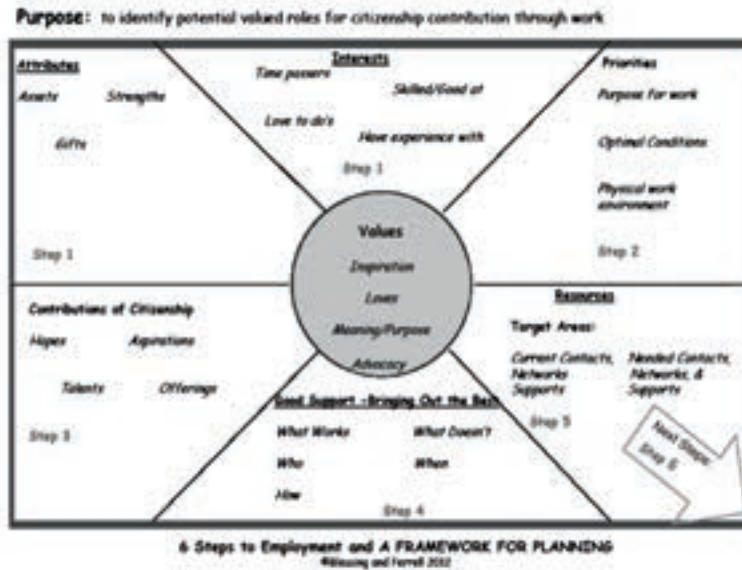 Purpose: to identify potential valued roles for citizenship contribution through work
Attributes
Assets Strengths
Gifts
Step 1
Interests
Time passers
Skilled/Good at
Love to do's
Have experience with
Step 1
Priorities
Purpose for work
Optimal Conditions
Physical work
environment
Step 2
Values
Inspiration
Loves
Meaning/Purpose
Advocacy
Contributions of Citizenship
Hopes Aspirations
Talents Offerings
Step 3
Good Support -Bringing Out the Best
What Works What Doesn't
Who When
How
Step 4
Resources
Target Areas:
Current Contacts,
Networks
Supports
Needed Contacts,
Networks, &
Supports
Step 5
Next Steps:
Step 6
6 Steps to Employment and A FRAMEWORK FOR PLANNING
©Blessing and Ferrell 2012